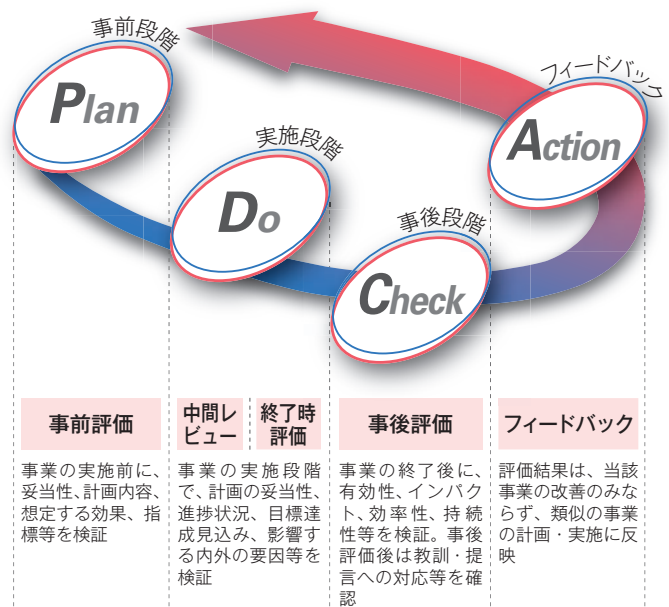 事前段階
Plan
実施段階
Do
事後段階
Check
フィードバック
Action
事前評価
事業の実施前に、
妥当性、計画内容、
想定する効果、指
標等を検証
中間レ
ビュー
終了時
評価
事業の実施段階
で、計画の妥当性、
進捗状況、目標達
成見込み、影響す
る内外の要因等を
検証
事後評価
事業の終了後に、
有効性、インパク
ト、効率性、持続
性等を検証。事後
評価後は教訓・提
言への対応等を確
認
フィードバック
評価結果は、当該
事業の改善のみな
らず、類似の事業
の計画・実施に反
映